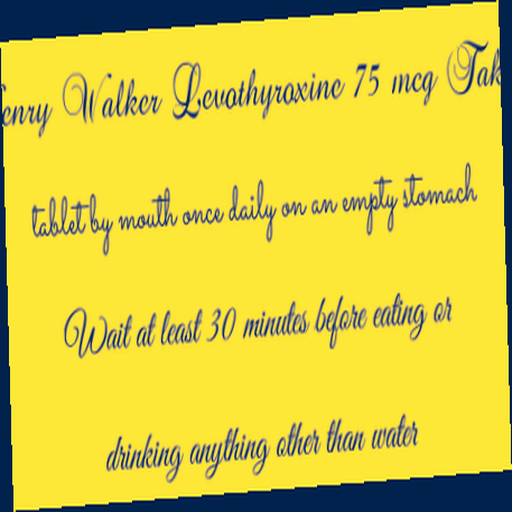 Walker Levothyroxine 75 mcg
tablet by mouth once daily on an empty stomach
Wait at least 30 minutes before eating or
drinking anything other than water